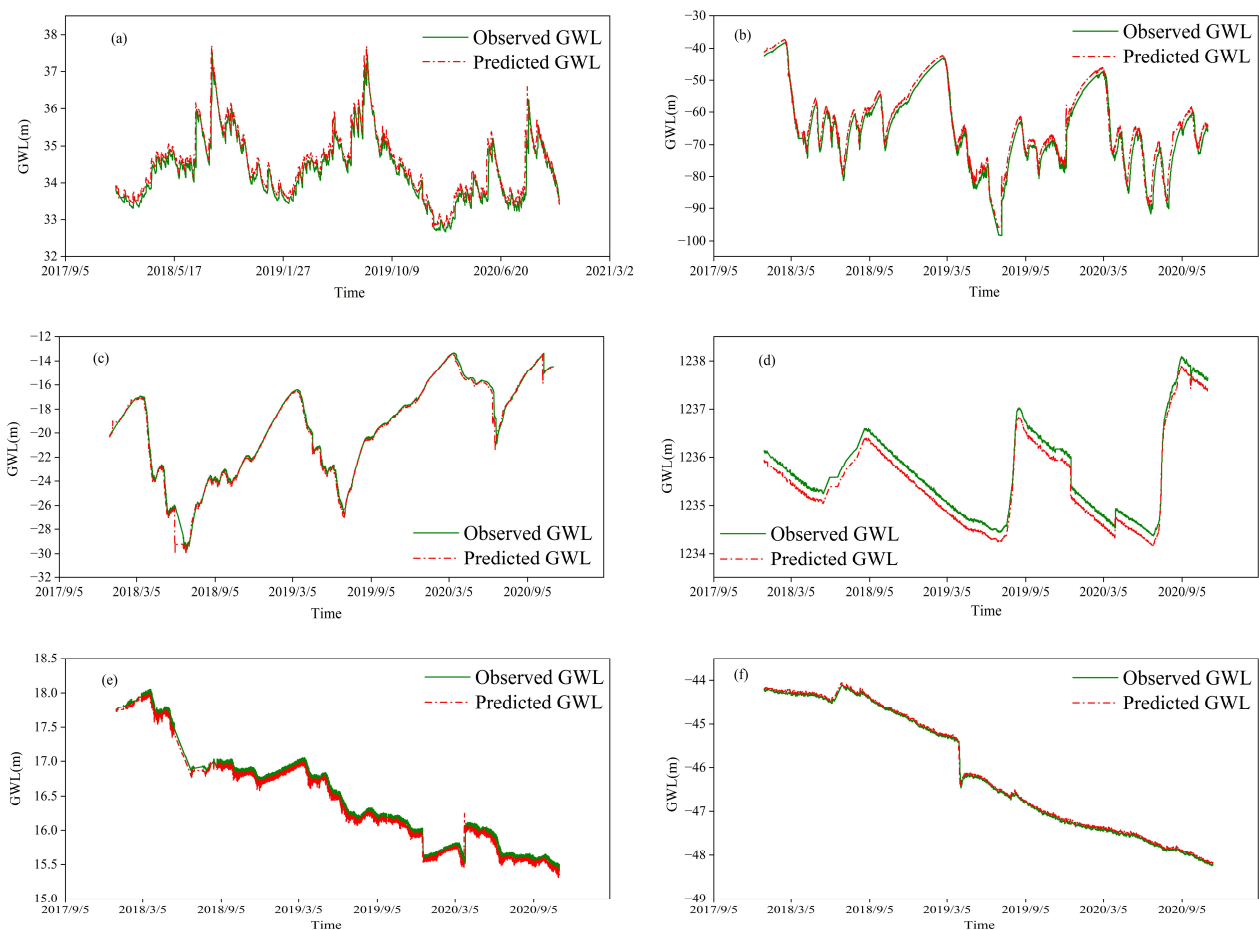 (a)
Observed GWL
Predicted GWL
38
37
36
35
34
33
32
GWL(m)
2017/9/5
2018/5/17
2019/1/27
2019/10/9
2020/6/20
2021/3/2
Time
(b)
Observed GWL
Predicted GWL
−30
−40
−50
−60
−70
−80
−90
−100
GWL(m)
2017/9/5
2018/3/5
2018/9/5
2019/3/5
2019/9/5
2020/3/5
2020/9/5
Time
(c)
Observed GWL
Predicted GWL
−12
−14
−16
−18
−20
−22
−24
−26
−28
−30
−32
GWL(m)
2017/9/5
2018/3/5
2018/9/5
2019/3/5
2019/9/5
2020/3/5
2020/9/5
Time
(d)
Observed GWL
Predicted GWL
1238
1237
1236
1235
1234
GWL(m)
2017/9/5
2018/3/5
2018/9/5
2019/3/5
2019/9/5
2020/3/5
2020/9/5
Time
(e)
Observed GWL
Predicted GWL
18.5
18.0
17.5
17.0
16.5
16.0
15.5
15.0
GWL(m)
2017/9/5
2018/3/5
2018/9/5
2019/3/5
2019/9/5
2020/3/5
2020/9/5
Time
(f)
Observed GWL
Predicted GWL
−44
−45
−46
−47
−48
−49
GWL(m)
2017/9/5
2018/3/5
2018/9/5
2019/3/5
2019/9/5
2020/3/5
2020/9/5
Time